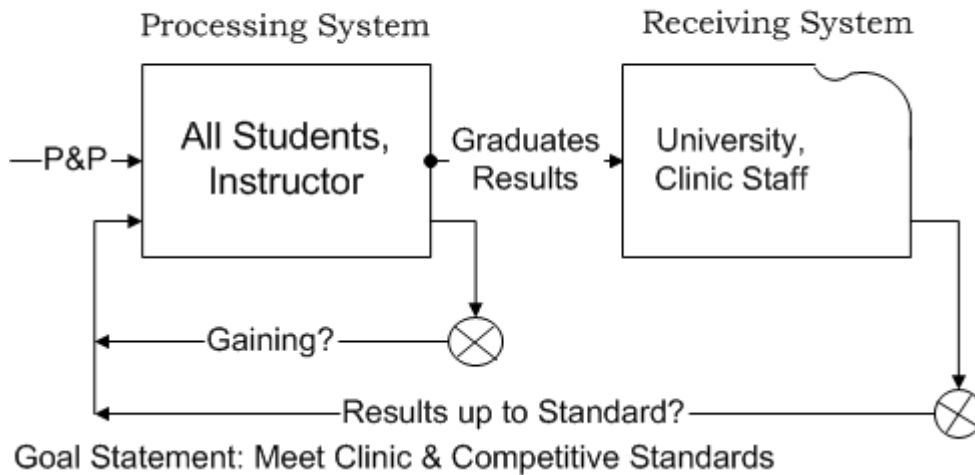 Processing System
Receiving System
P&P
All Students,
Instructor
Graduates
Results
University,
Clinic Staff
Gaining?
Results up to Standard?
Goal Statement: Meet Clinic & Competitive Standards